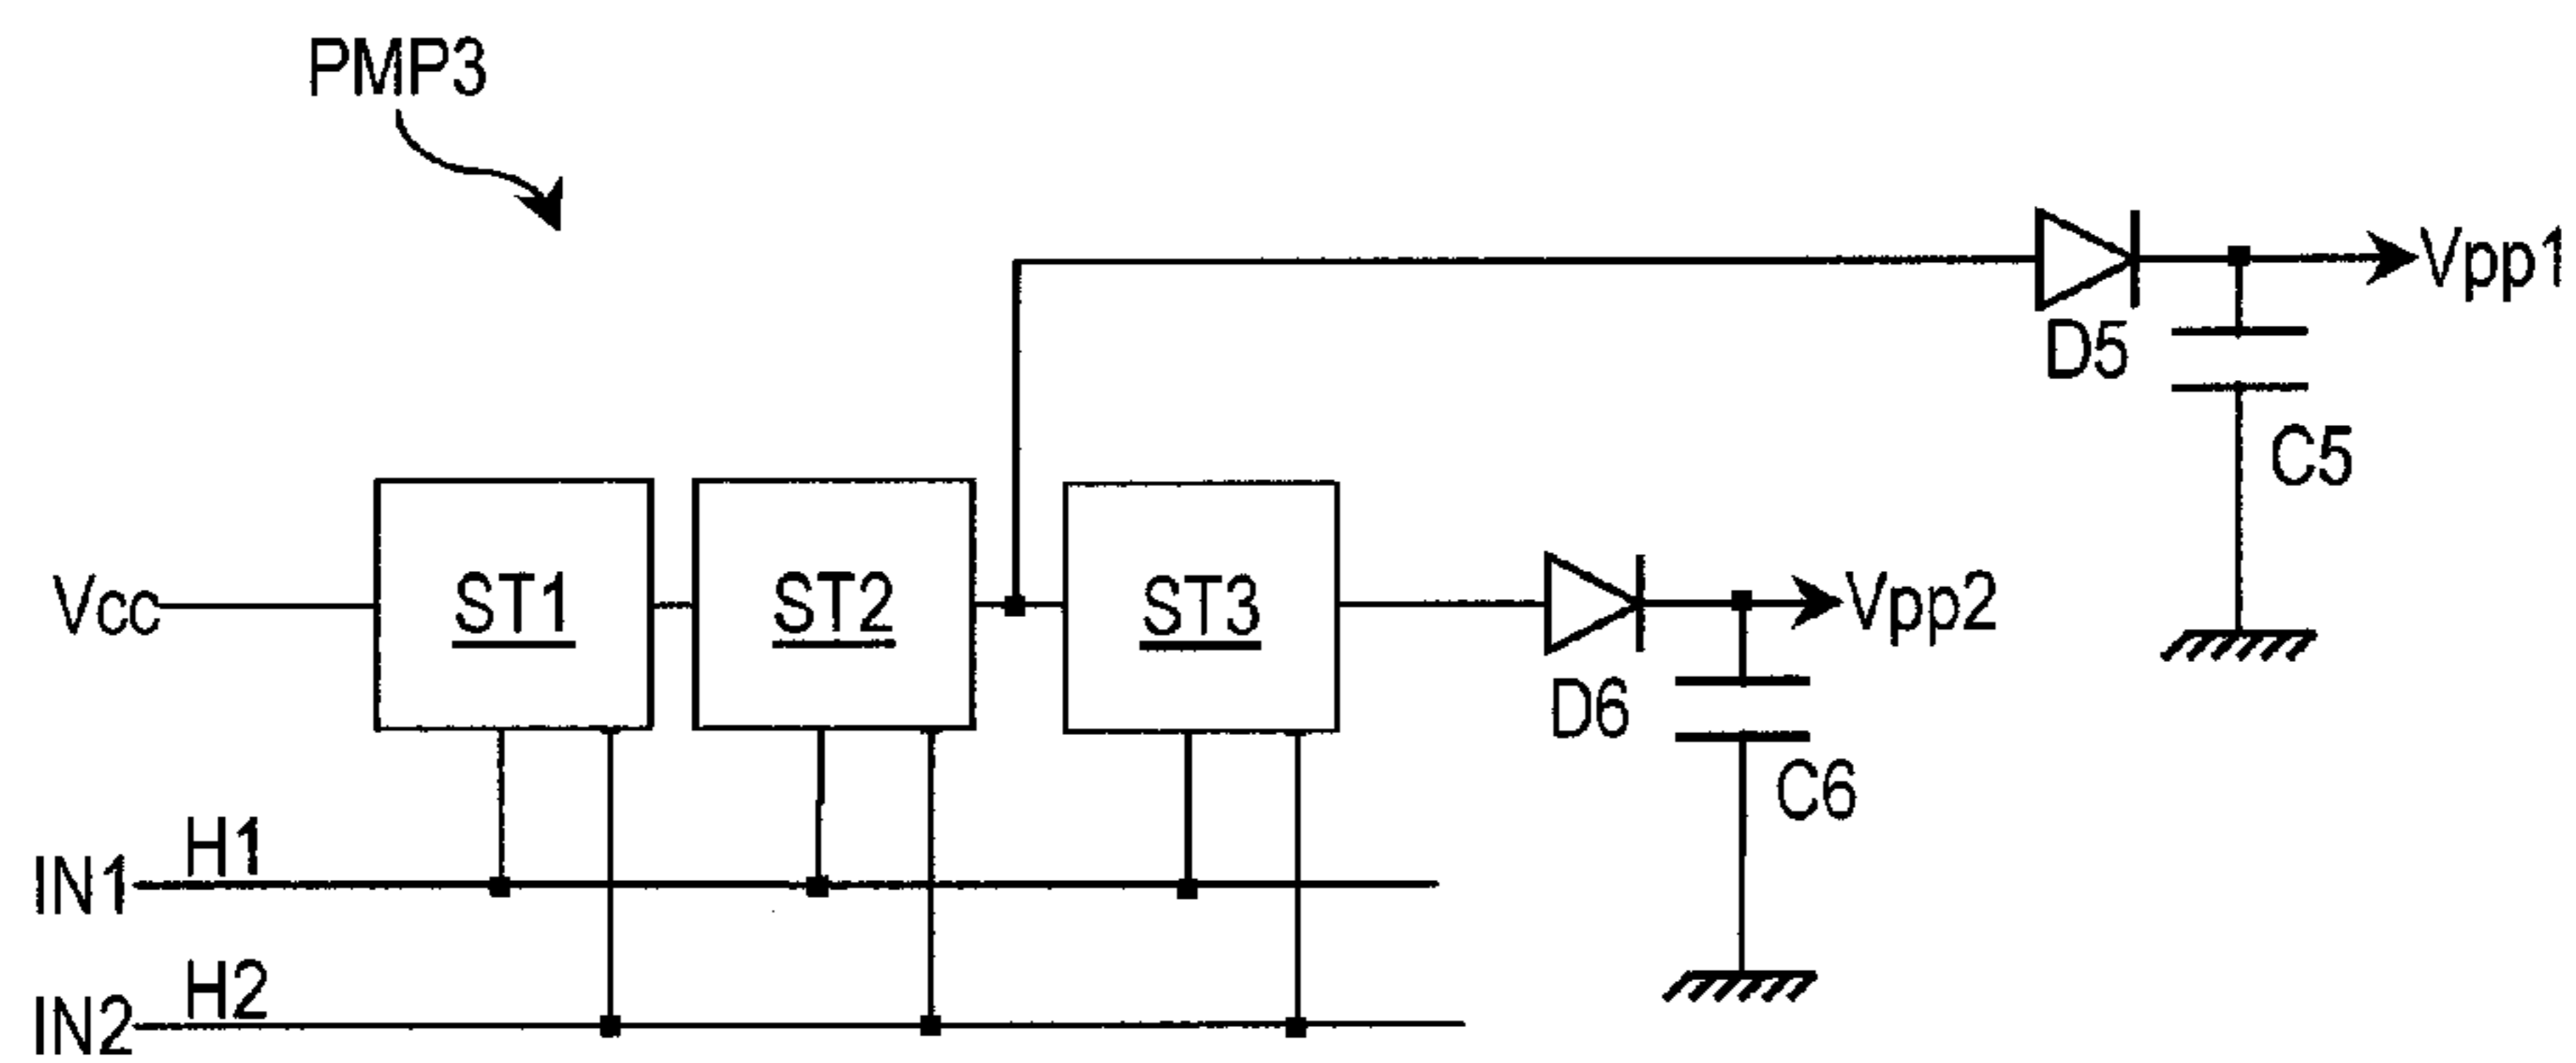 PMP3
Vpp1
D5
C5
Vcc
ST1
ST2
ST3
Vpp2
D6
C6
H1
IN1
H2
IN2